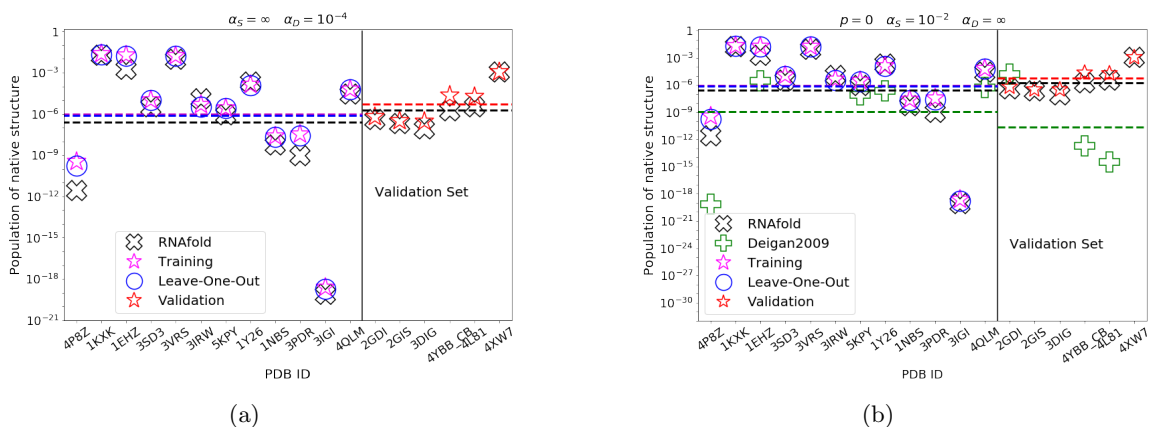 α_S = ∞   α_D = 10⁻⁴
Population of native structure
1
10⁻³
10⁻⁶
10⁻⁹
10⁻¹²
10⁻¹⁵
10⁻¹⁸
10⁻²¹
Validation Set
RNAfold
Training
Leave-One-Out
Validation
4P8Z 1KXK 1EHZ 3SD3 3VRS 3IRW 5KPY 1Y26 1NBS 3PDR 3IGI 4QLM 2GDI 2GIS 3DIG 4YBB_CB 4L81 4XW7
PDB ID
(a)
p = 0   α_S = 10⁻²   α_D = ∞
Population of native structure
1
10⁻³
10⁻⁶
10⁻⁹
10⁻¹²
10⁻¹⁵
10⁻¹⁸
10⁻²¹
10⁻²⁴
10⁻²⁷
10⁻³⁰
Validation Set
RNAfold
Deigan2009
Training
Leave-One-Out
Validation
4P8Z 1KXK 1EHZ 3SD3 3VRS 3IRW 5KPY 1Y26 1NBS 3PDR 3IGI 4QLM 2GDI 2GIS 3DIG 4YBB_CB 4L81 4XW7
PDB ID
(b)